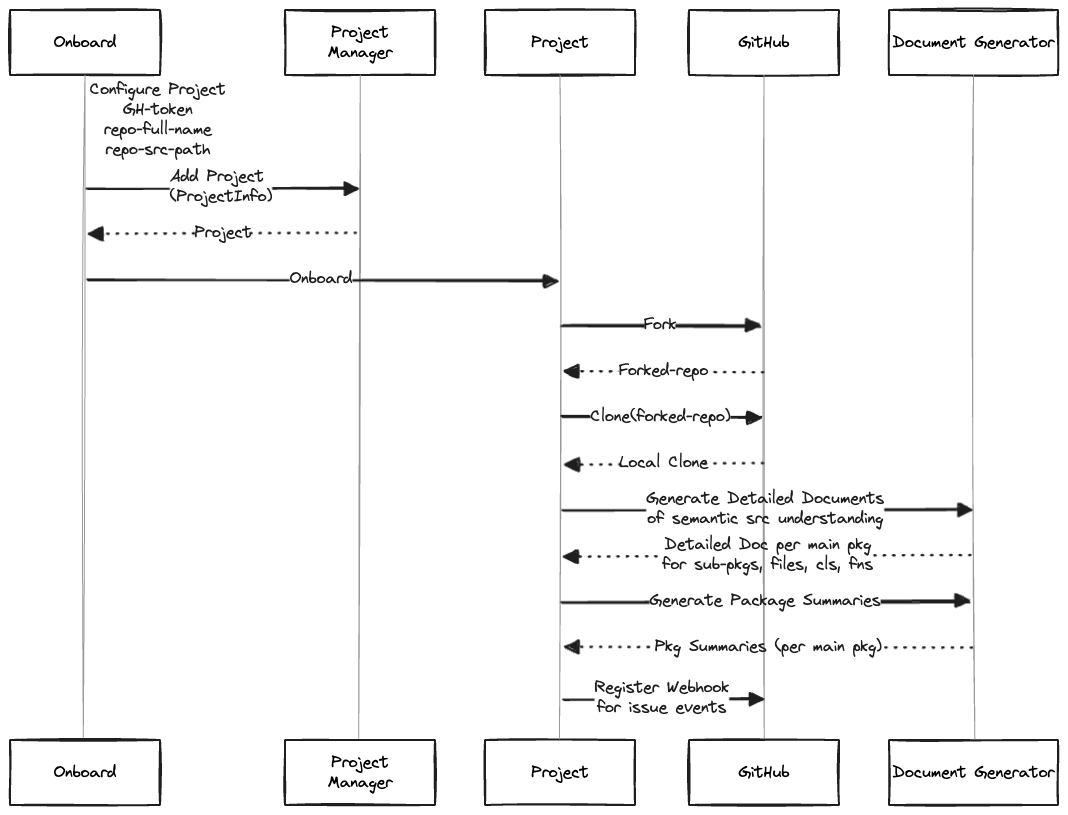 Onboard
Project
Manager
Project
GitHub
Document Generator
Configure Project
GH-token
repo-full-name
repo-src-path
Add Project
(ProjectInfo)
Project
Onboard
Fork
Forked-repo
Clone(forked-repo)
Local Clone
Generate Detailed Documents
of semantic src understanding
Detailed Doc per main pkg
for sub-pkgs, files, cls, fns
Generate Package Summaries
Pkg Summaries (per main pkg)
Register Webhook
for issue events
Onboard
Project
Manager
Project
GitHub
Document Generator